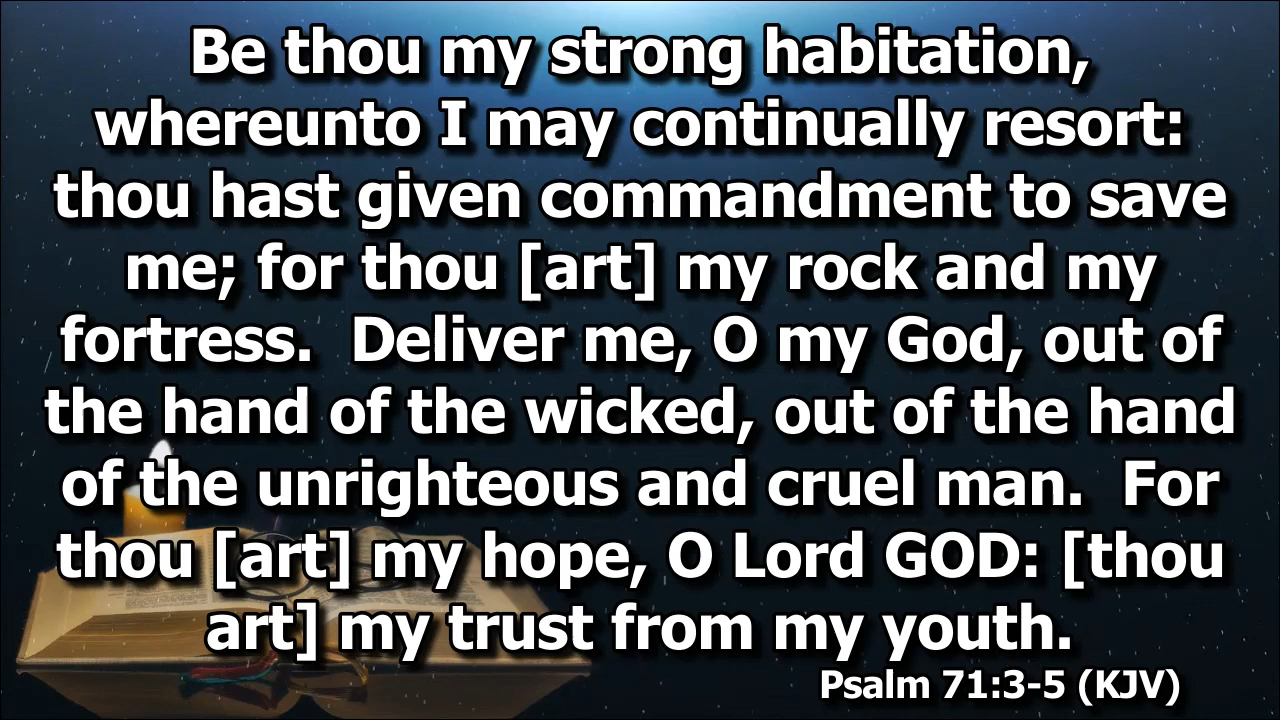 Be thou my strong habitation,
whereunto I may continually resort:
thou hast given commandment to save
me; for thou [art] my rock and my
fortress.  Deliver me, O my God, out of
the hand of the wicked, out of the hand
of the unrighteous and cruel man.  For
thou [art] my hope, O Lord GOD: [thou
art] my trust from my youth.
Psalm 71:3-5 (KJV)